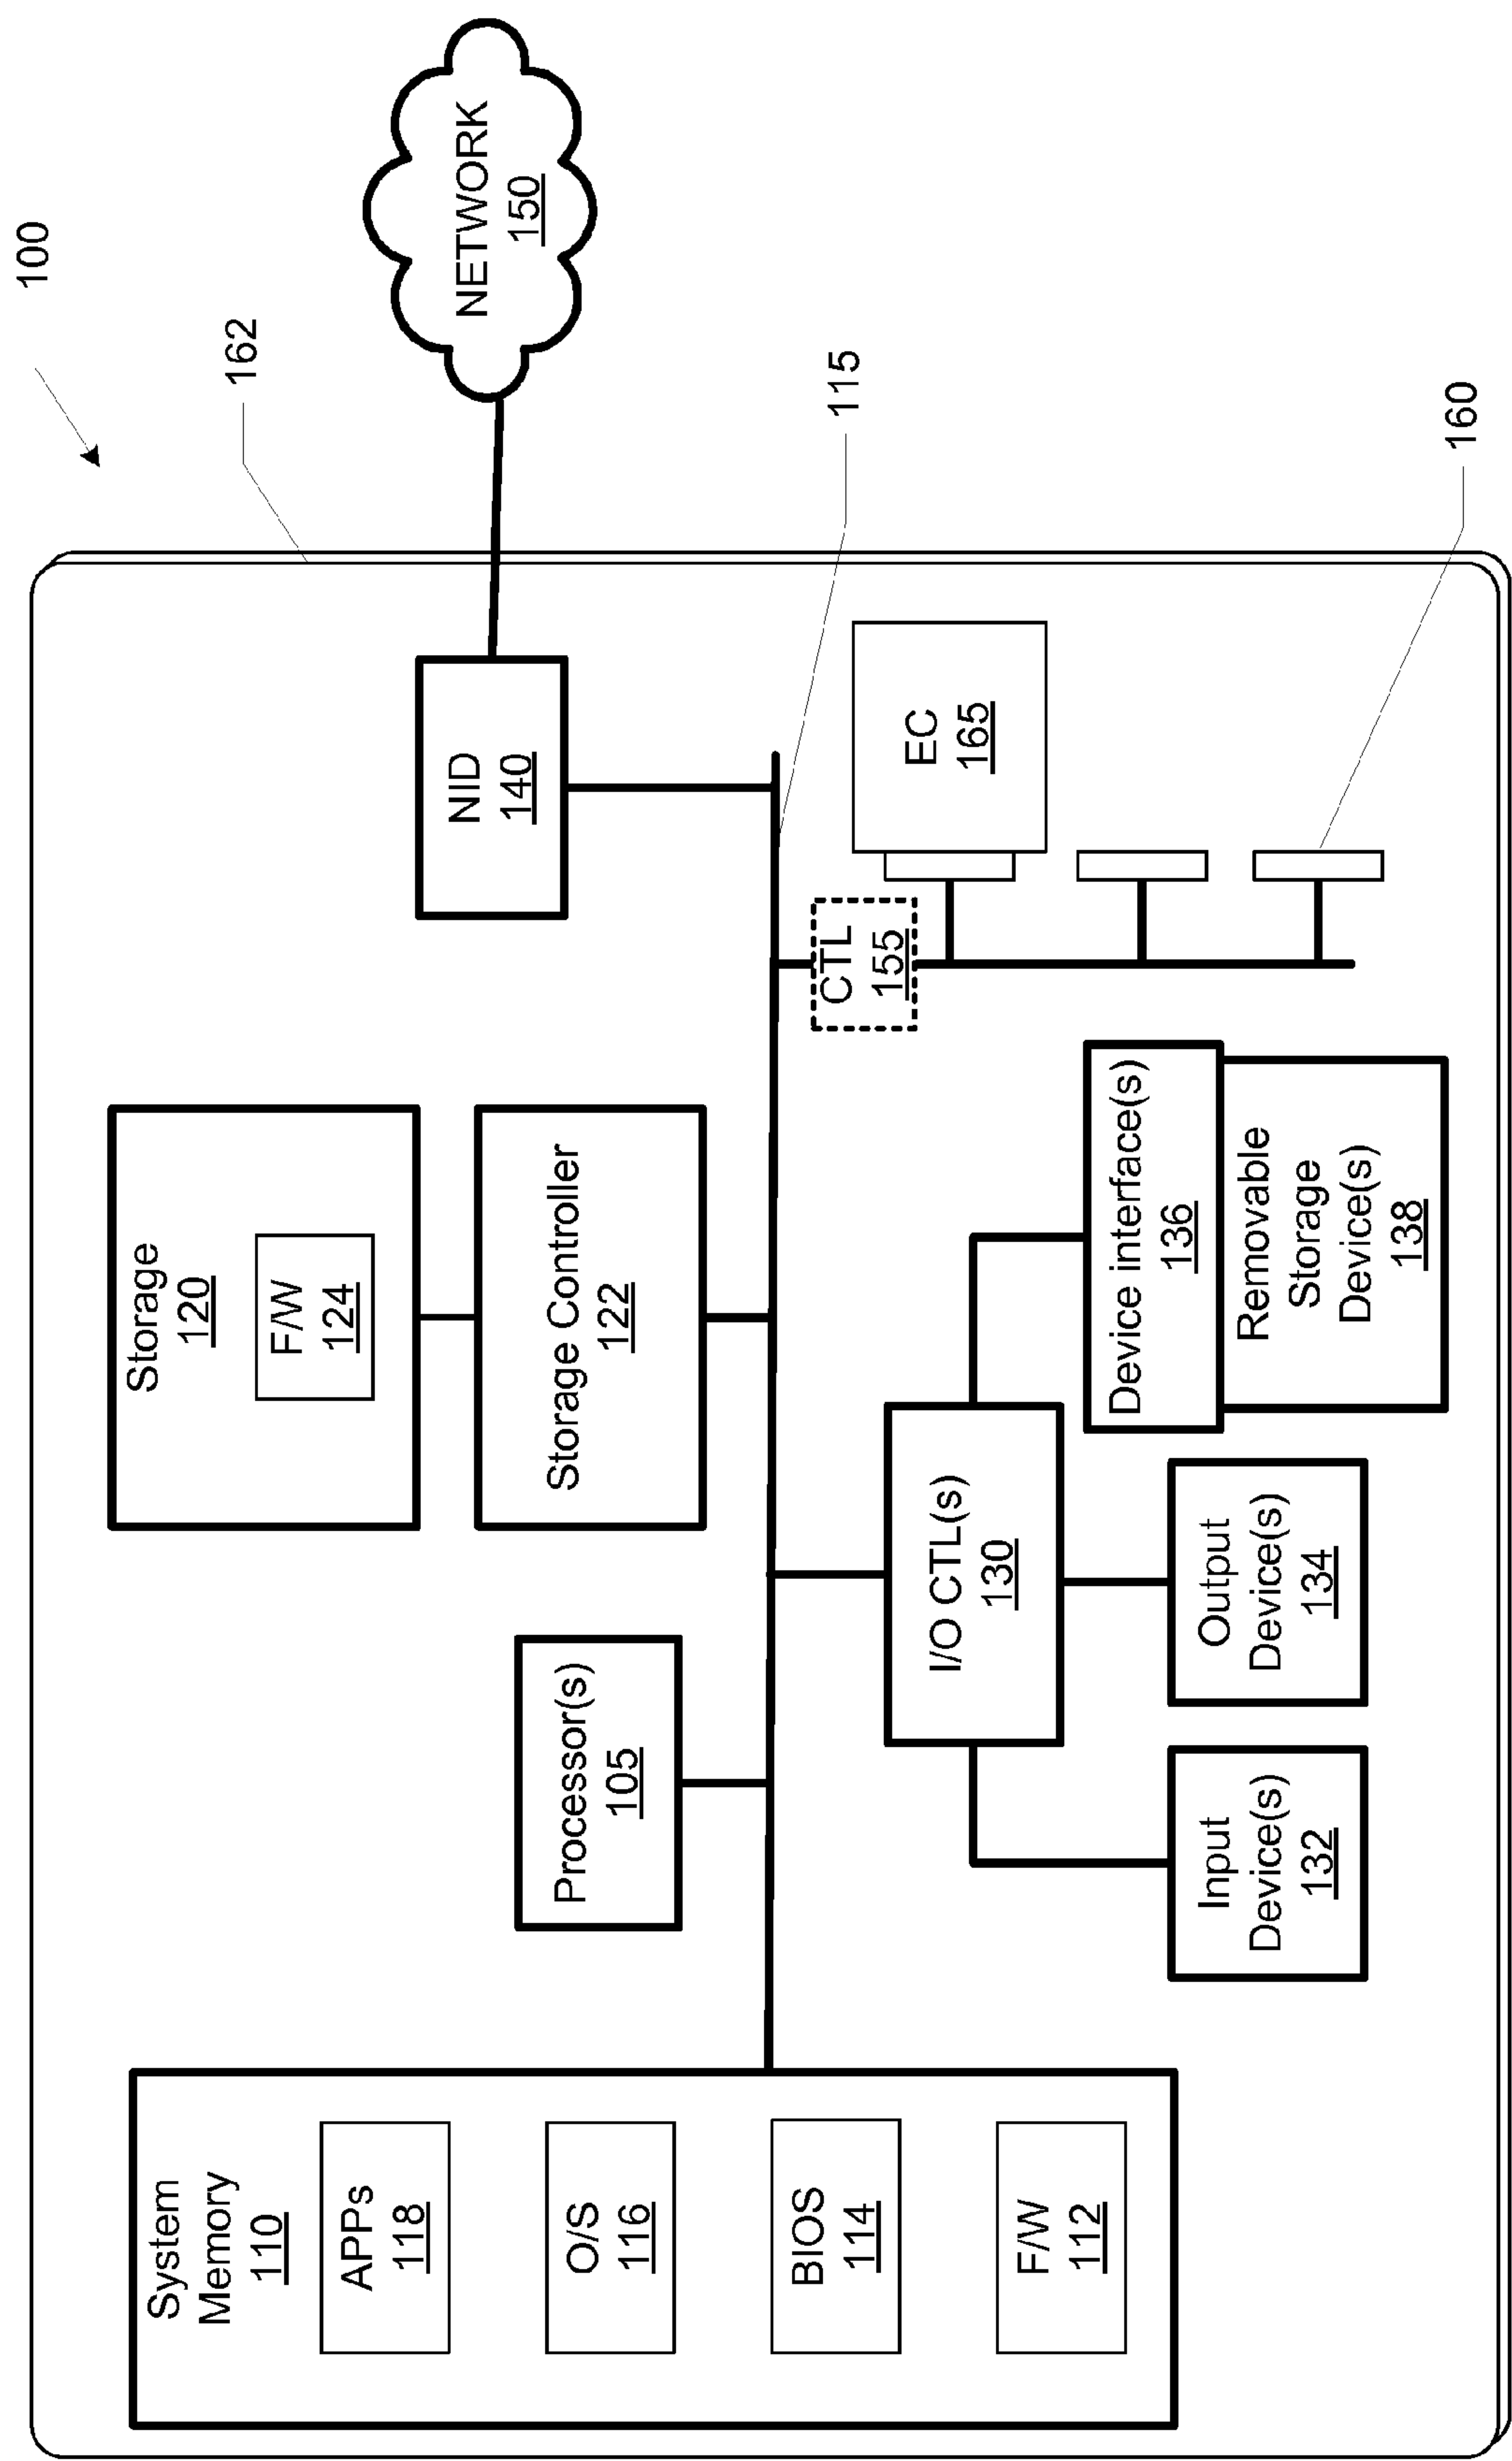 100
162
System
Memory
110
APPs
118
O/S
116
BIOS
114
F/W
112
Processor(s)
105
Storage
120
F/W
124
Storage Controller
122
NID
140
NETWORK
150
115
I/O CTL(s)
130
Input
Device(s)
132
Output
Device(s)
134
Device interface(s)
136
Removable
Storage
Device(s)
138
CTL
155
EC
165
160